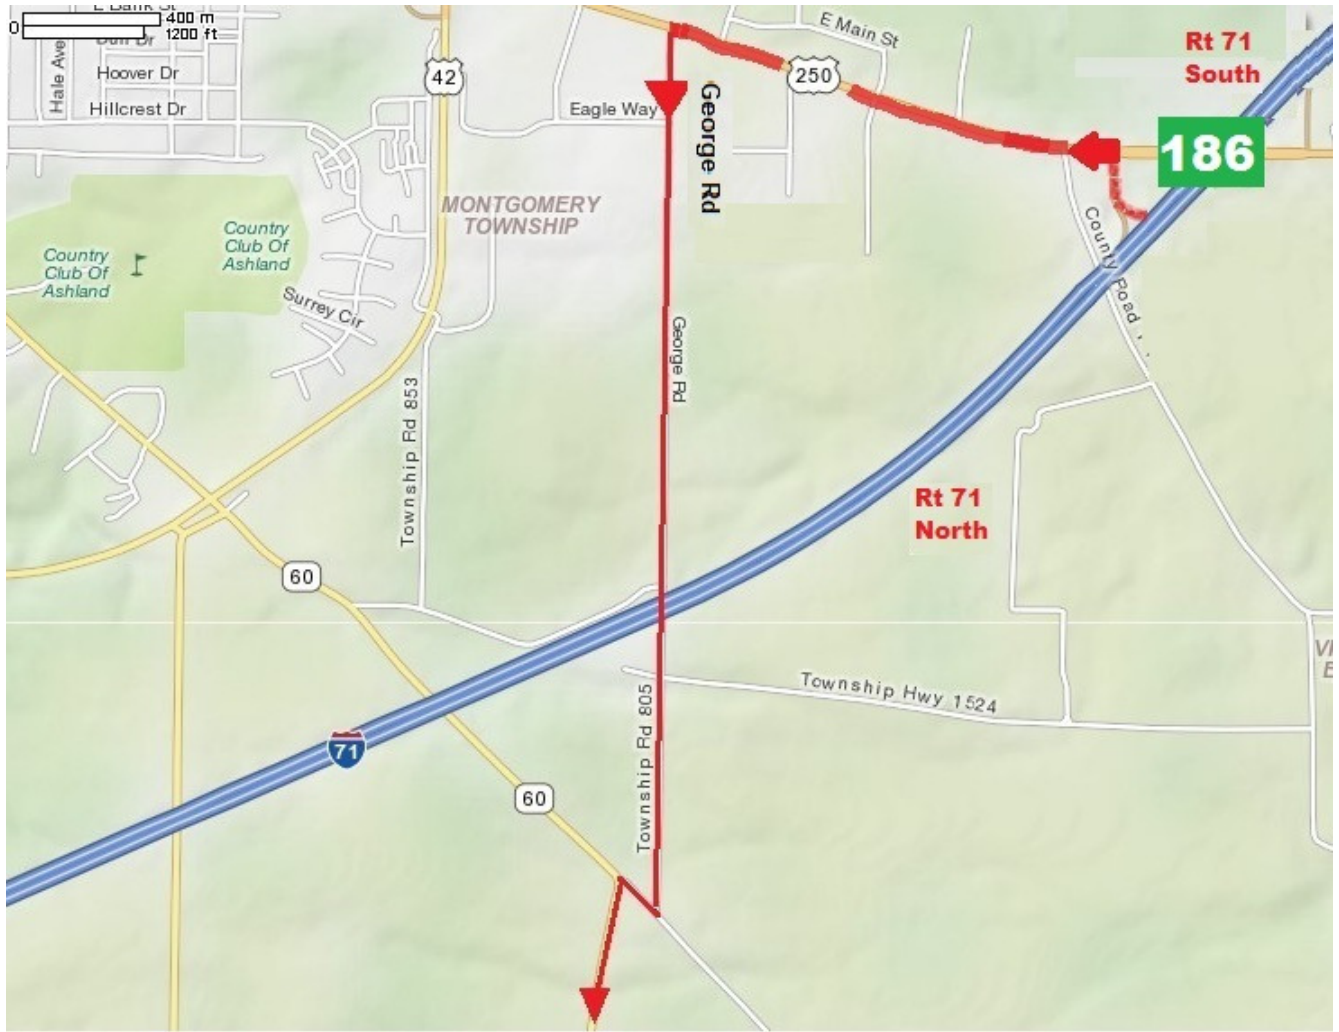 0
400 m
1200 ft
E Bank St
Duff Dr
Hale Ave
Hoover Dr
Hillcrest Dr
42
E Main St
250
Rt 71
South
186
Eagle Way
George Rd
MONTGOMERY
TOWNSHIP
Country
Club Of
Ashland
Country
Club Of
Ashland
Surrey Cir
County Road
George Rd
Township Rd 853
Rt 71
North
60
Township Rd 805
Township Hwy 1524
71
60